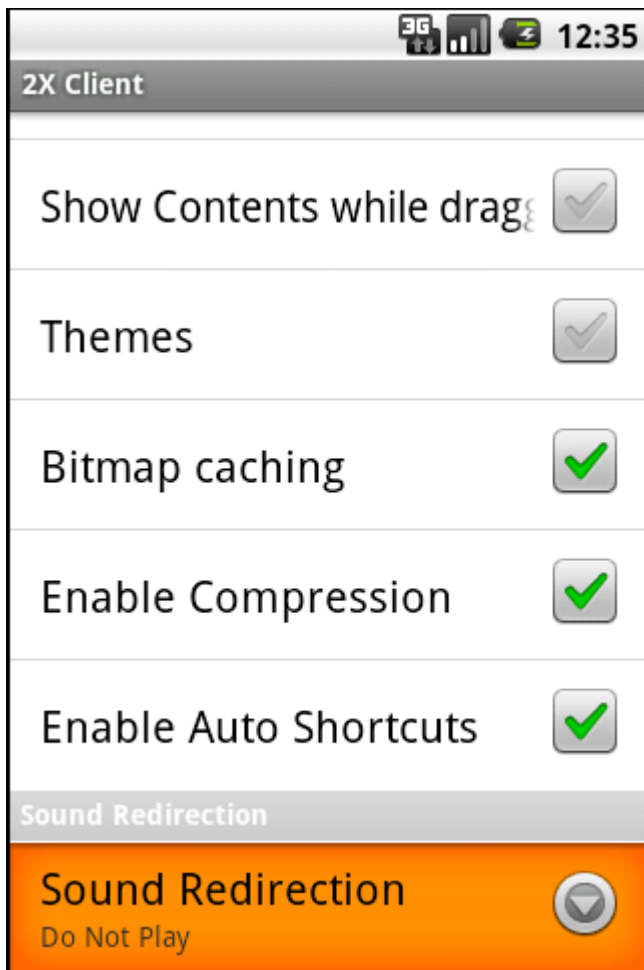 3G 12:35
2X Client
Show Contents while drag
Themes
Bitmap caching
Enable Compression
Enable Auto Shortcuts
Sound Redirection
Sound Redirection
Do Not Play